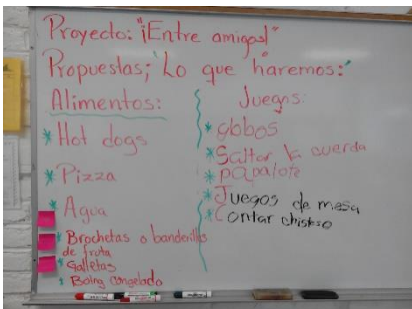 Proyecto: "¡Entre amigos!"
Propuestas; "Lo que haremos:"
Alimentos:
* Hot dogs
* Pizza
* Agua
* Brochetas o banderillas
de fruta
* Galletas
* Boing congelado
Juegos:
* globos
* Saltar la cuerda
* papalote
* Juegos de mesa
* Contar chistso